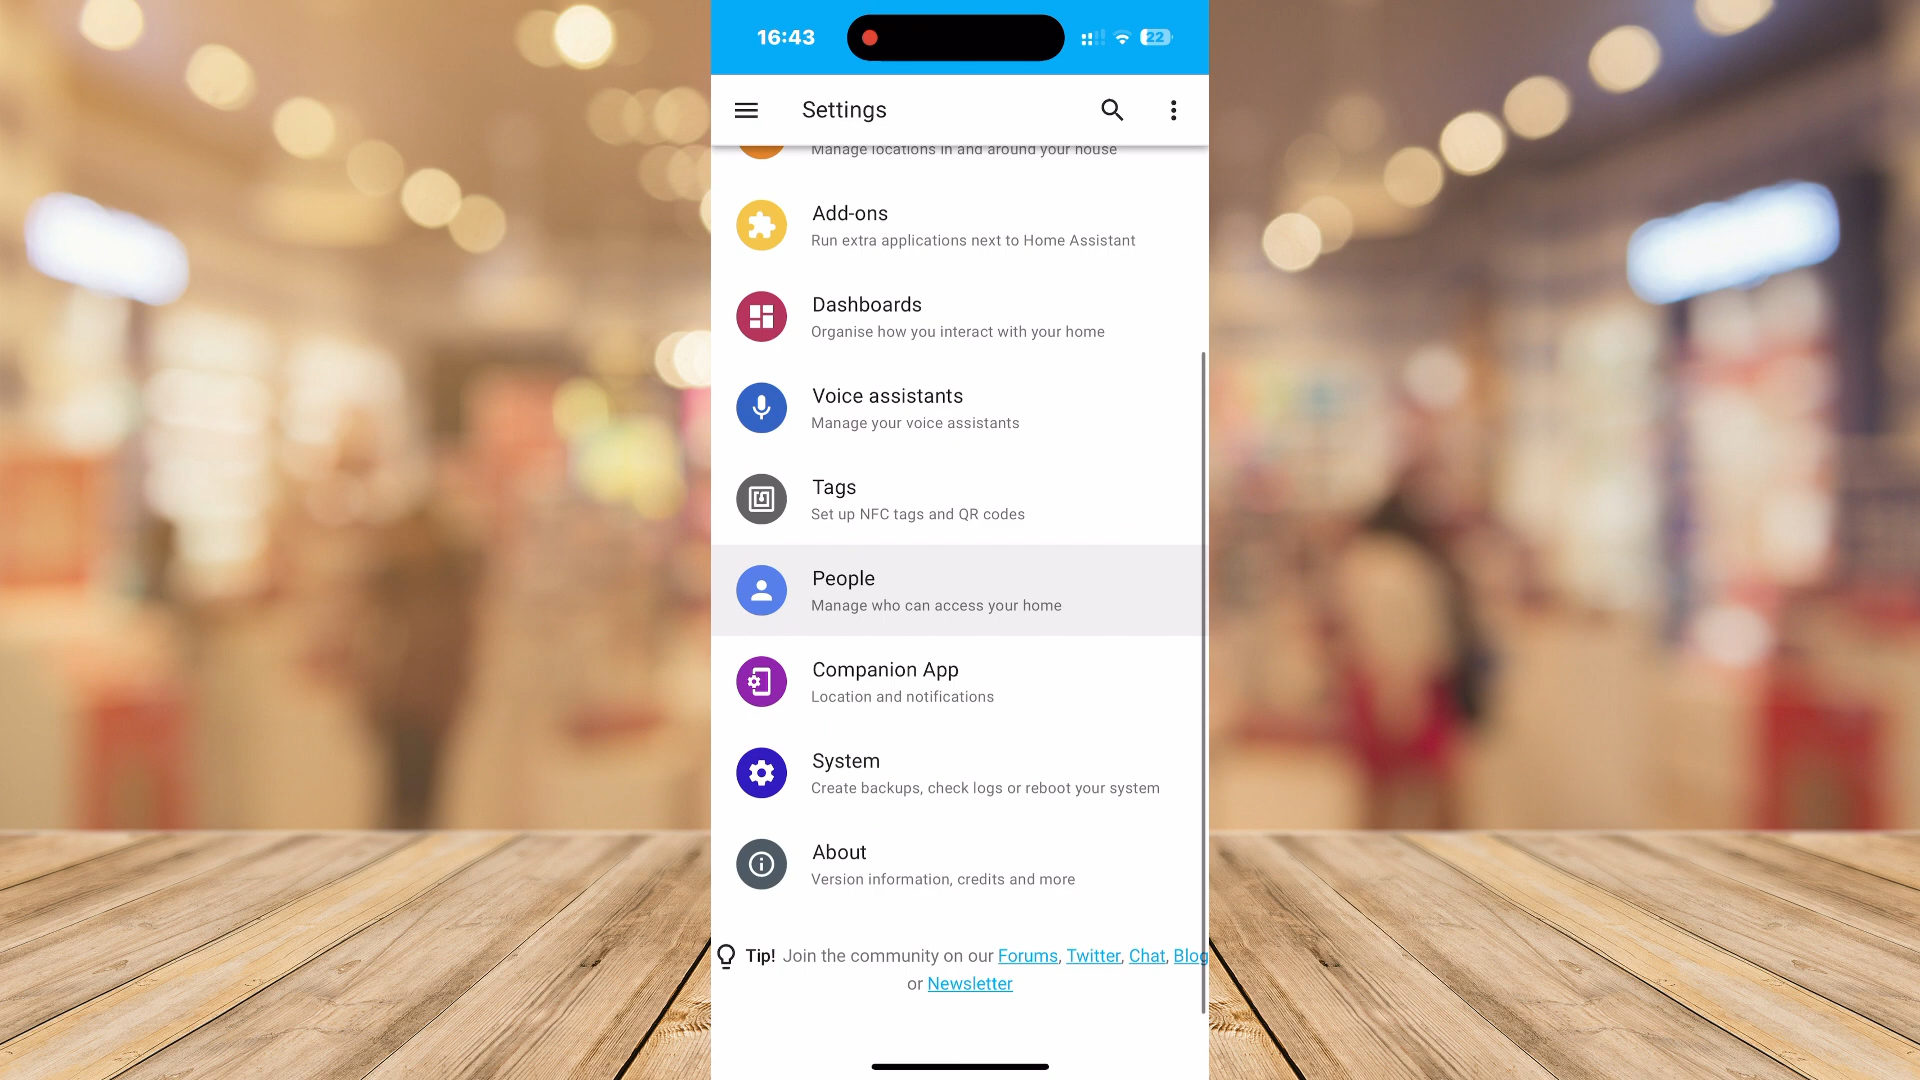 16:43
22
Settings
Manage locations in and around your house
Add-ons
Run extra applications next to Home Assistant
Dashboards
Organise how you interact with your home
Voice assistants
Manage your voice assistants
Tags
Set up NFC tags and QR codes
People
Manage who can access your home
Companion App
Location and notifications
System
Create backups, check logs or reboot your system
About
Version information, credits and more
Tip! Join the community on our Forums, Twitter, Chat, Blog
or Newsletter